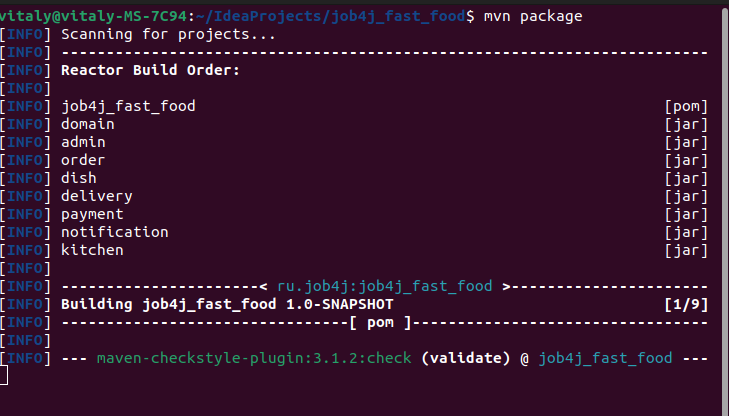 vitaly@vitaly-MS-7C94:~/IdeaProjects/job4j_fast_food$ mvn package
[INFO] Scanning for projects...
[INFO] ------------------------------------------------------------------------
[INFO] Reactor Build Order:
[INFO]
[INFO] job4j_fast_food [pom]
[INFO] domain [jar]
[INFO] admin [jar]
[INFO] order [jar]
[INFO] dish [jar]
[INFO] delivery [jar]
[INFO] payment [jar]
[INFO] notification [jar]
[INFO] kitchen [jar]
[INFO]
[INFO] ----------------------< ru.job4j:job4j_fast_food >----------------------
[INFO] Building job4j_fast_food 1.0-SNAPSHOT [1/9]
[INFO] --------------------------------[ pom ]---------------------------------
[INFO]
[INFO] --- maven-checkstyle-plugin:3.1.2:check (validate) @ job4j_fast_food ---